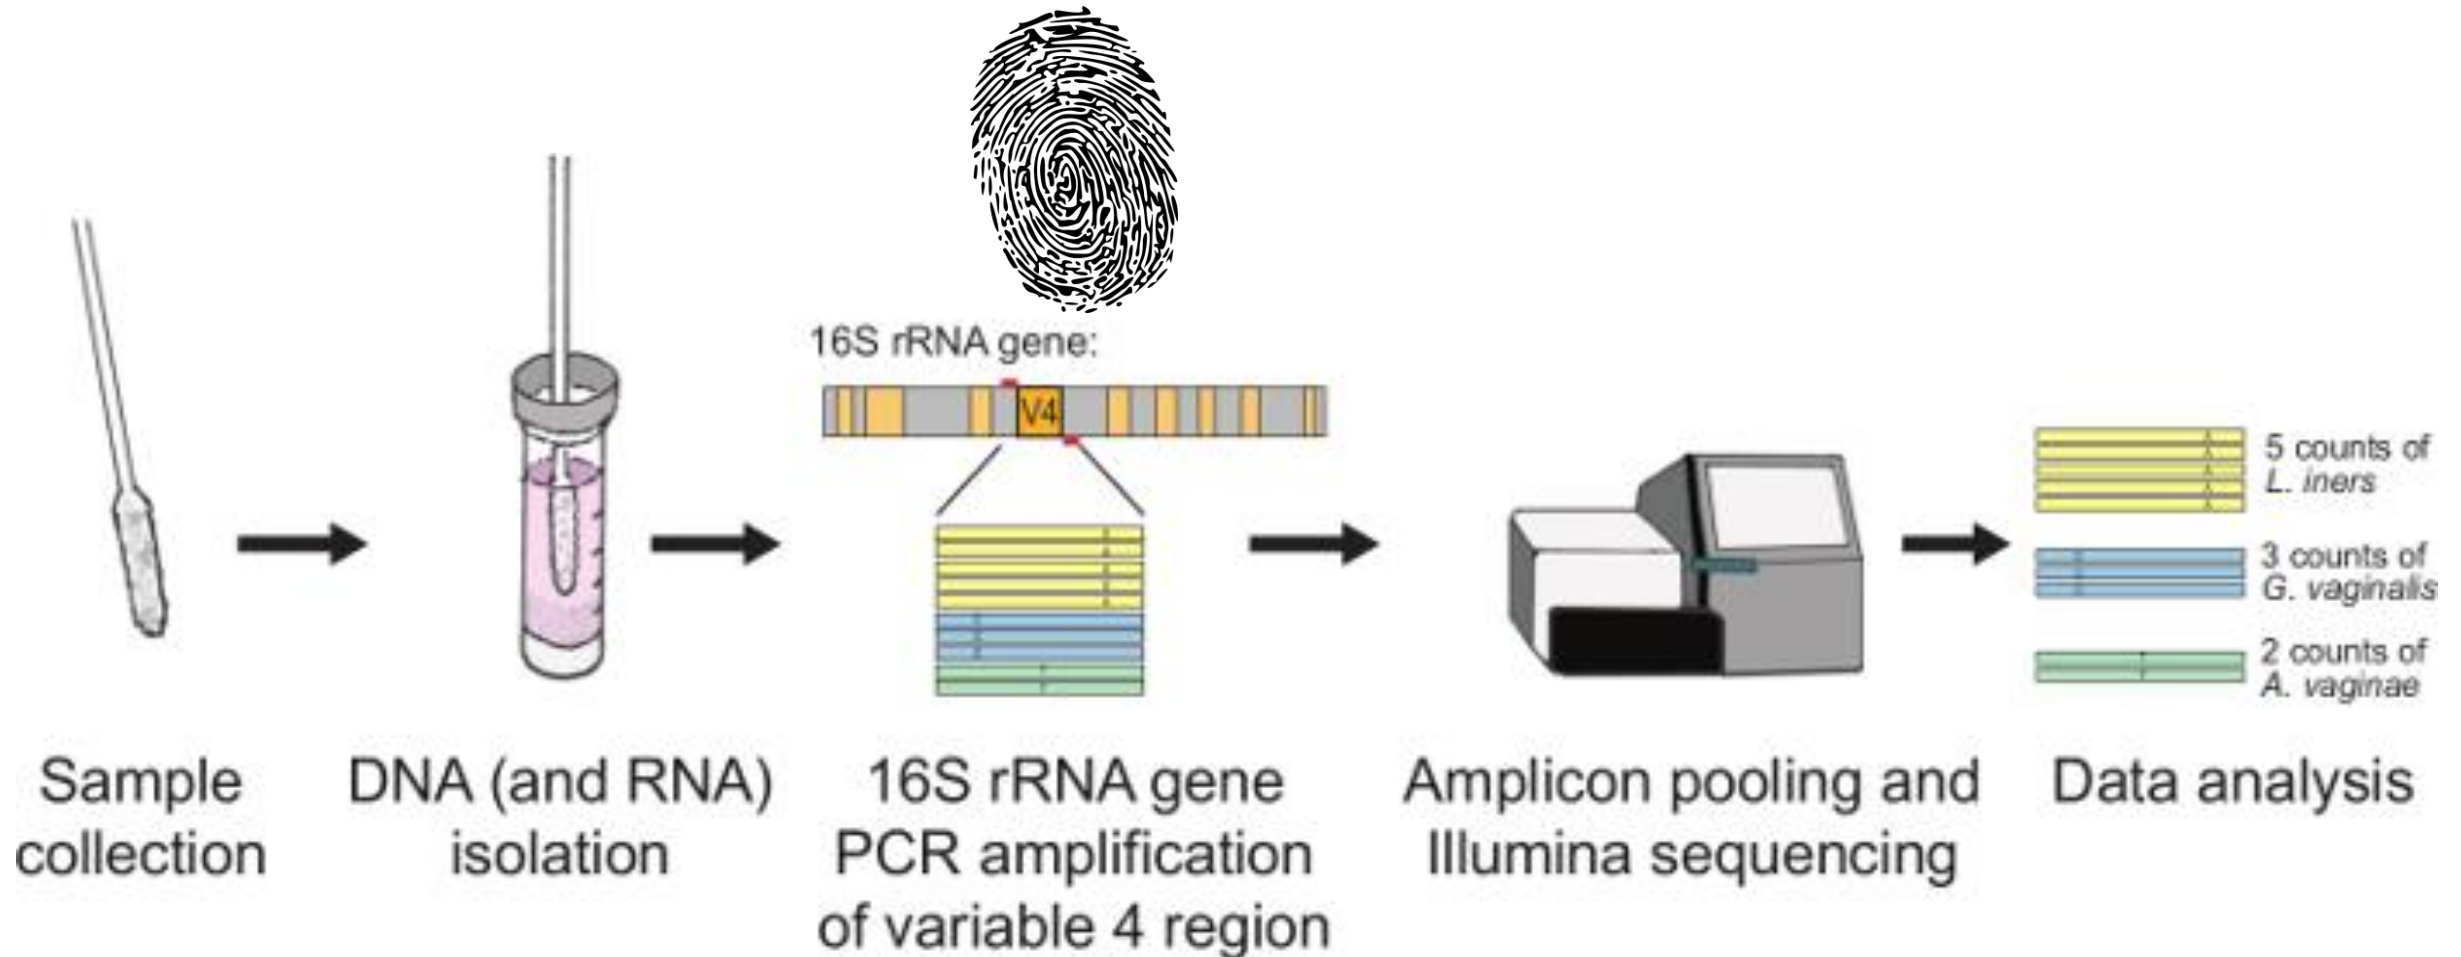 16S rRNA gene:
V4
5 counts of
L. iners
3 counts of
G. vaginalis
2 counts of
A. vaginae
Sample
collection
DNA (and RNA)
isolation
16S rRNA gene
PCR amplification
of variable 4 region
Amplicon pooling and
Illumina sequencing
Data analysis